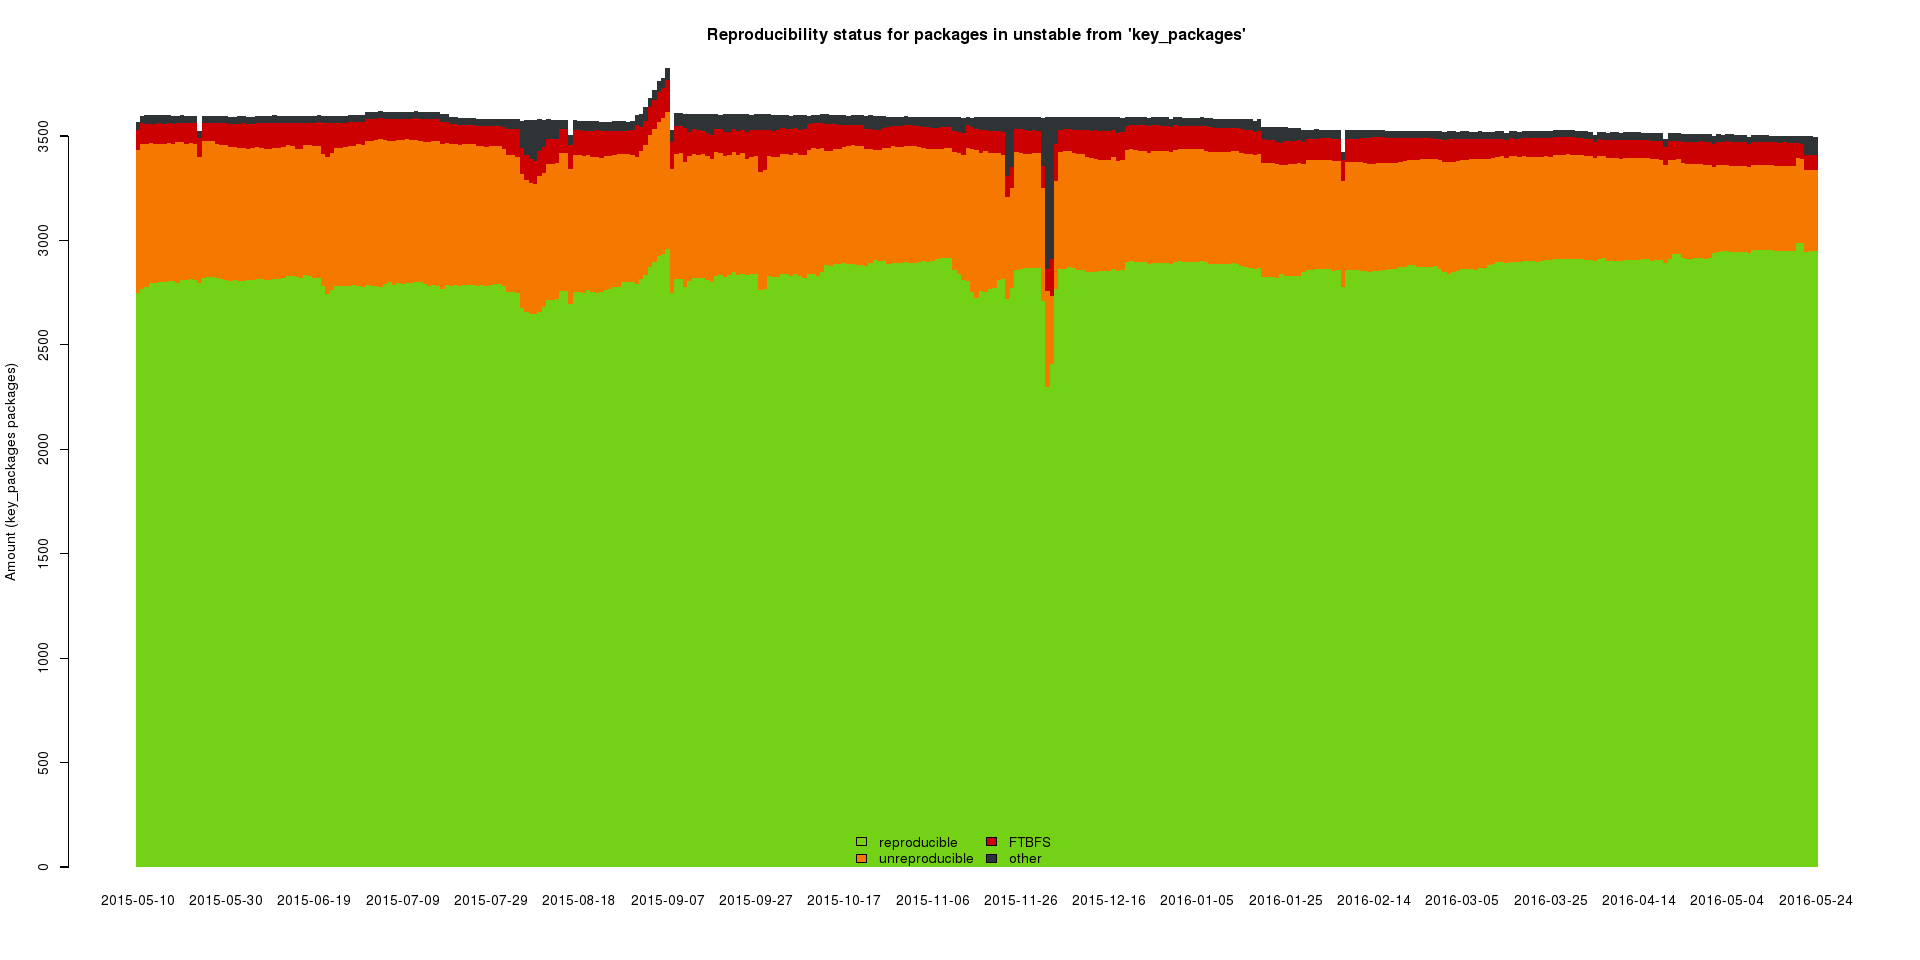 Reproducibility status for packages in unstable from 'key_packages'
Amount (key_packages packages)
3500
3000
2500
2000
1500
1000
500
0
reproducible FTBFS
unreproducible other
2015-05-10 2015-05-30 2015-06-19 2015-07-09 2015-07-29 2015-08-18 2015-09-07 2015-09-27 2015-10-17 2015-11-06 2015-11-26 2015-12-16 2016-01-05 2016-01-25 2016-02-14 2016-03-05 2016-03-25 2016-04-14 2016-05-04 2016-05-24